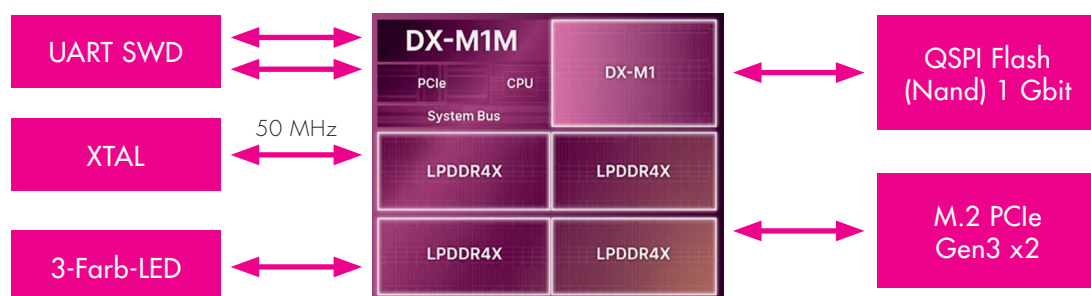 UART SWD
XTAL
50 MHz
3-Farb-LED
DX-M1M
PCIe
CPU
System Bus
DX-M1
LPDDR4X
LPDDR4X
LPDDR4X
LPDDR4X
QSPI Flash
(Nand) 1 Gbit
M.2 PCIe
Gen3 x2